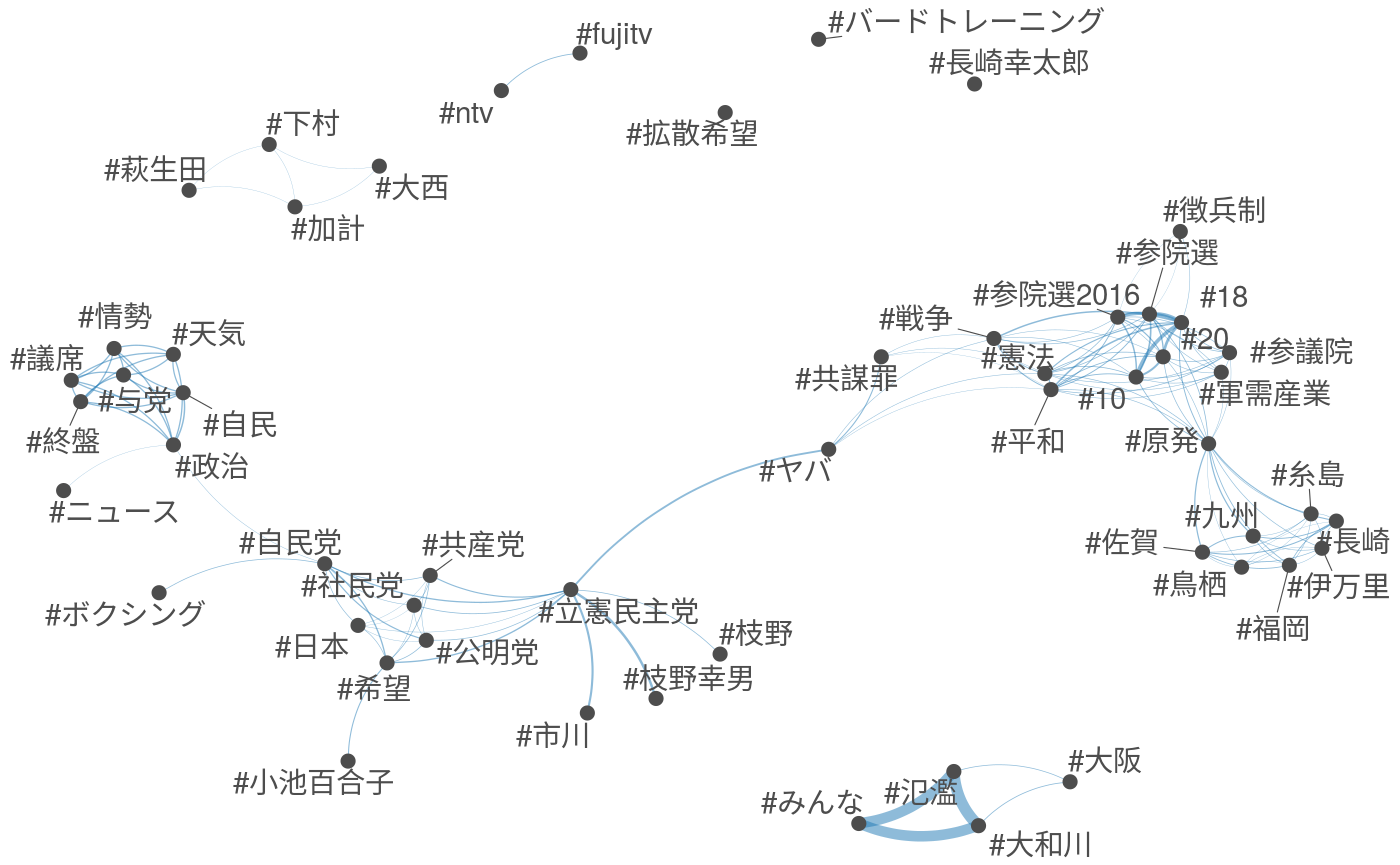 #fujitv
#バードトレーニング
#長崎幸太郎
#ntv
#下村
#拡散希望
#萩生田
#大西
#加計
#徴兵制
#参院選
#参院選2016
#18
#情勢
#戦争
#天気
#20
#議席
#憲法
#参議院
#共謀罪
#与党
#10
#軍需産業
#自民
#終盤
#平和
#原発
#政治
#ヤバ
#糸島
#ニュース
#九州
#自民党
#共産党
#佐賀
#長崎
#社民党
#鳥栖
#伊万里
#ボクシング
#立憲民主党
#福岡
#枝野
#日本
#公明党
#枝野幸男
#希望
#市川
#大阪
#小池百合子
#氾濫
#みんな
#大和川